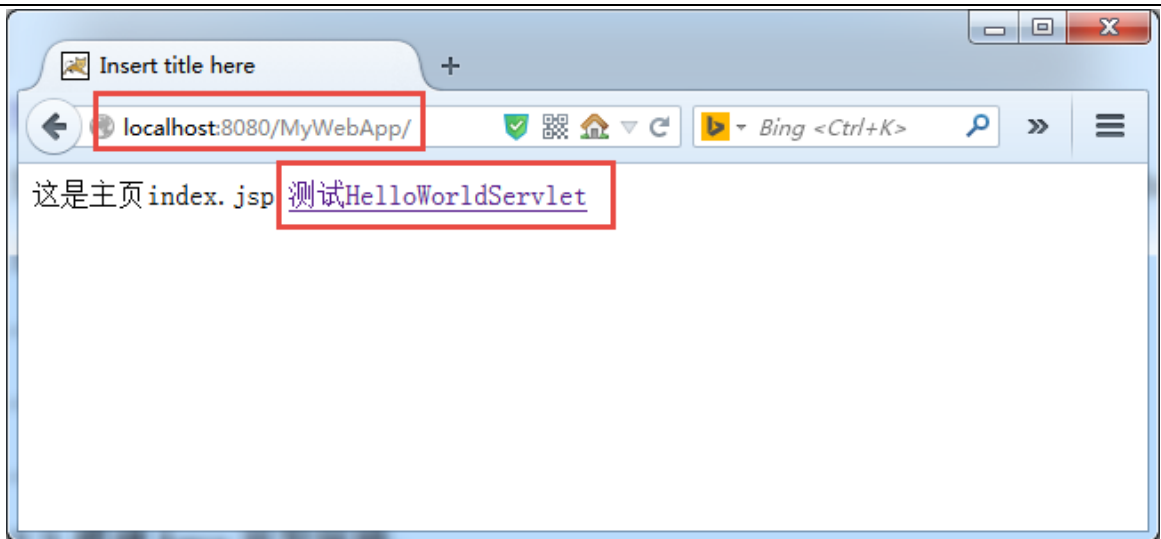 Insert title here
localhost:8080/MyWebApp/
Bing <Ctrl+K>
这是主页index.jsp 测试HelloWorldServlet